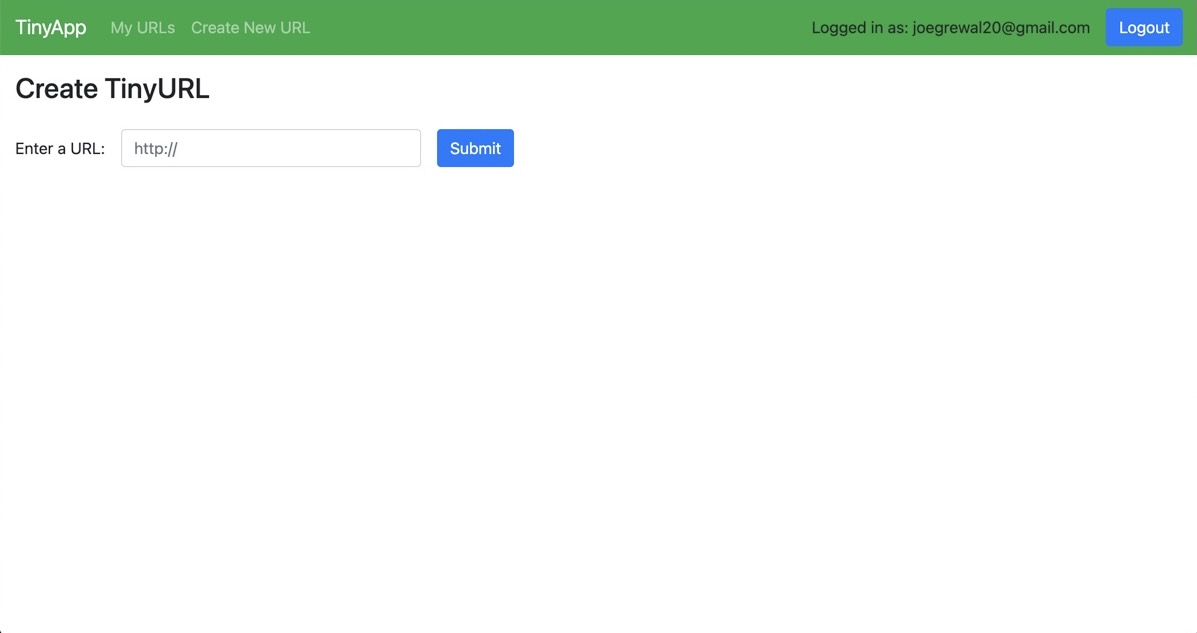 TinyApp My URLs Create New URL Logged in as: joegrewal20@gmail.com Logout
Create TinyURL
Enter a URL: http:// Submit